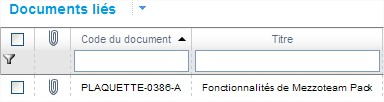 Documents liés
Code du document Titre
PLAQUETTE-0386-A Fonctionnalités de Mezzoteam Pack